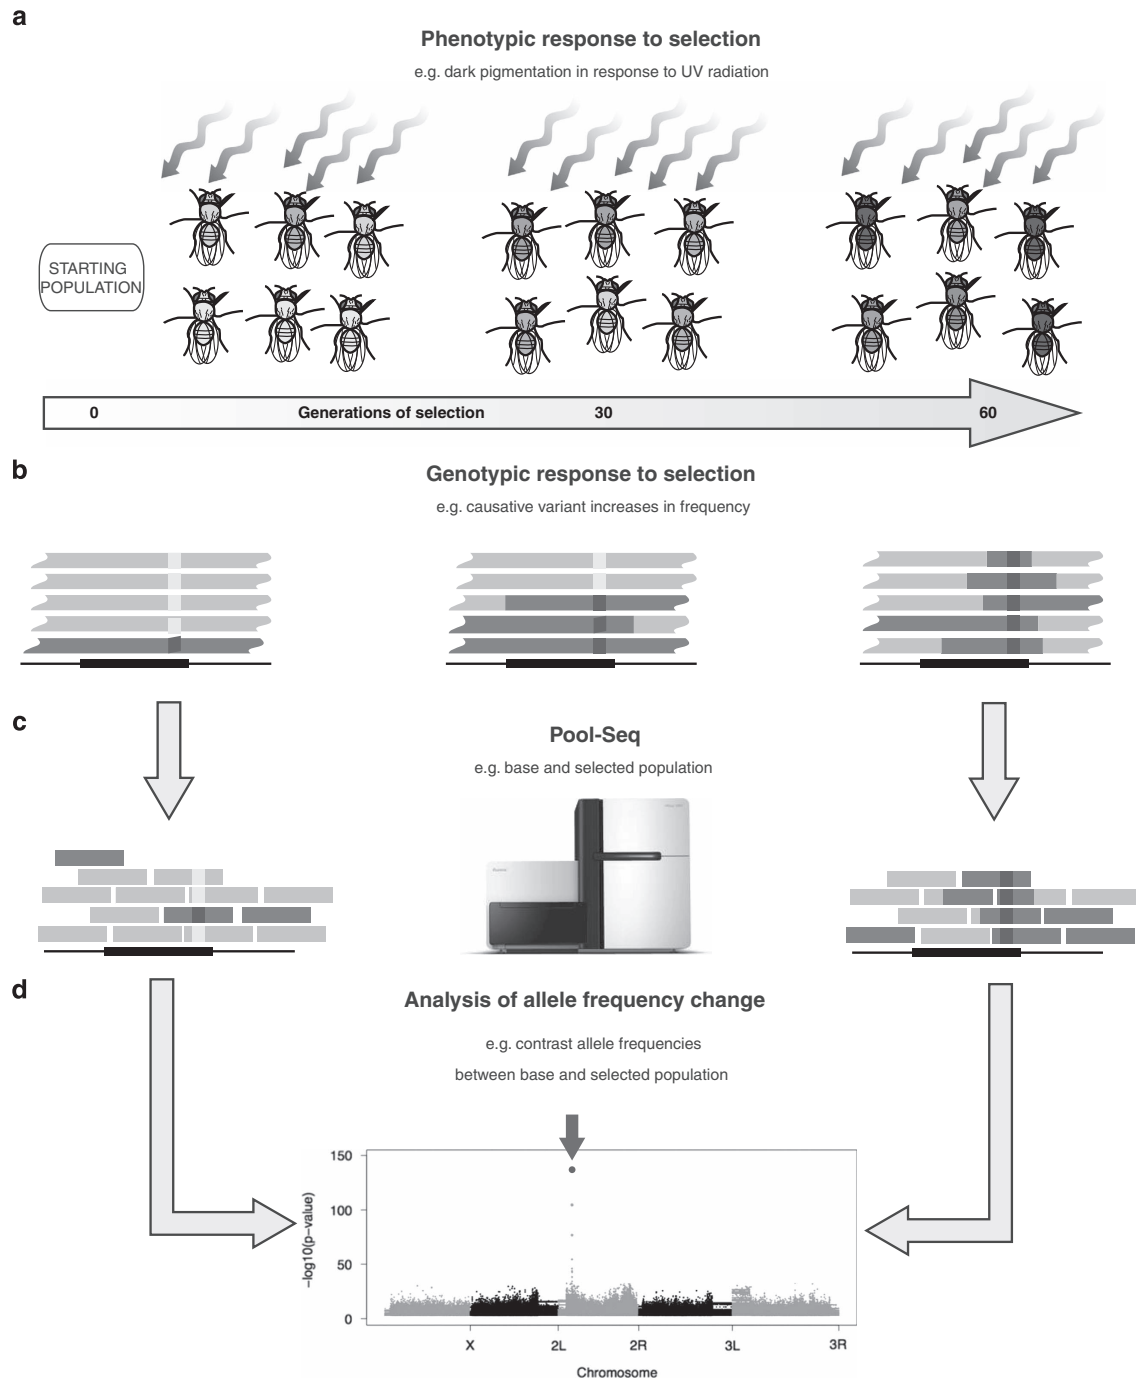 a
Phenotypic response to selection
e.g. dark pigmentation in response to UV radiation
STARTING
POPULATION
0 Generations of selection 30 60
b
Genotypic response to selection
e.g. causative variant increases in frequency
c
Pool-Seq
e.g. base and selected population
d
Analysis of allele frequency change
e.g. contrast allele frequencies
between base and selected population
150
100
50
0
−log10(p−value)
X 2L 2R 3L 3R
Chromosome